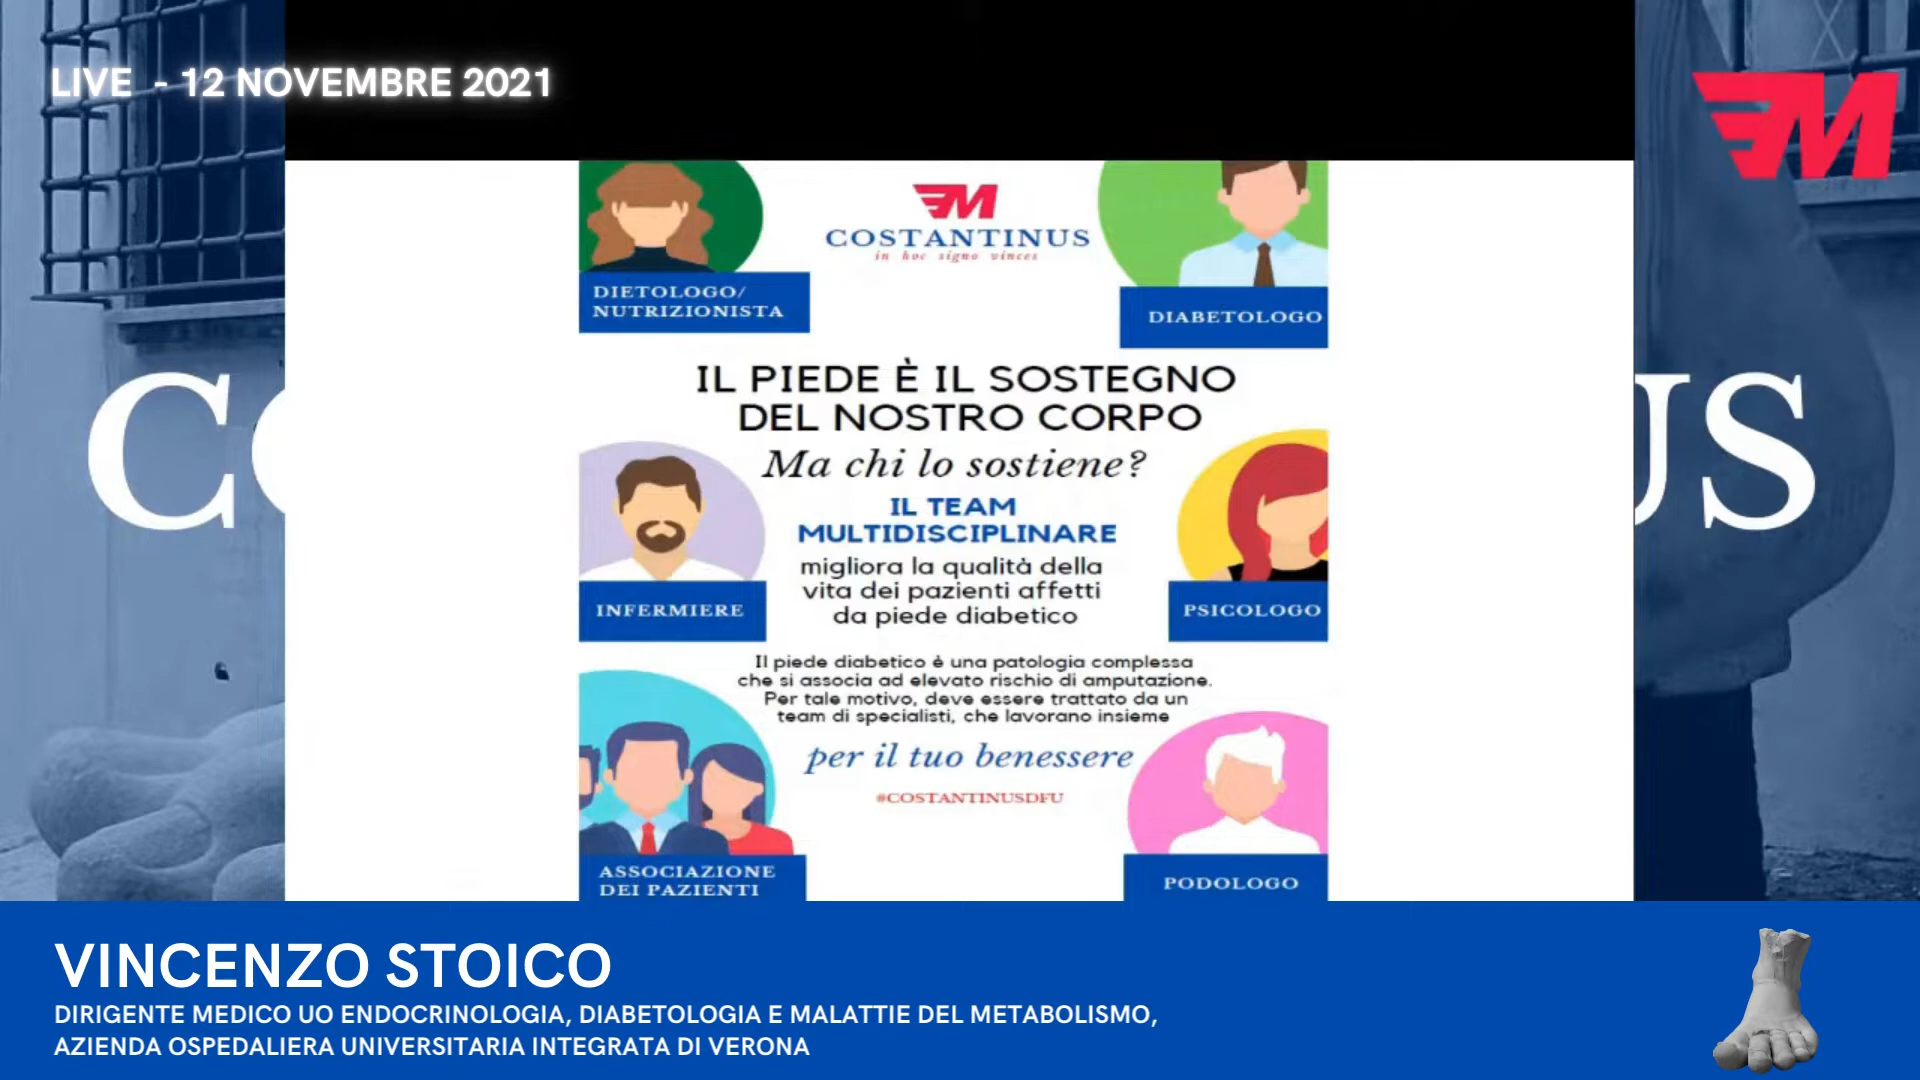 LIVE - 12 NOVEMBRE 2021
COSTANTINUS
in hoc signo vinces
DIETOLOGO/
NUTRIZIONISTA
DIABETOLOGO
IL PIEDE È IL SOSTEGNO
DEL NOSTRO CORPO
Ma chi lo sostiene?
IL TEAM
MULTIDISCIPLINARE
migliora la qualità della
vita dei pazienti affetti
da piede diabetico
INFERMIERE
PSICOLOGO
Il piede diabetico è una patologia complessa
che si associa ad elevato rischio di amputazione.
Per tale motivo, deve essere trattato da un
team di specialisti, che lavorano insieme
per il tuo benessere
#COSTANTINUSDFU
ASSOCIAZIONE
DEI PAZIENTI
PODOLOGO
VINCENZO STOICO
DIRIGENTE MEDICO UO ENDOCRINOLOGIA, DIABETOLOGIA E MALATTIE DEL METABOLISMO,
AZIENDA OSPEDALIERA UNIVERSITARIA INTEGRATA DI VERONA